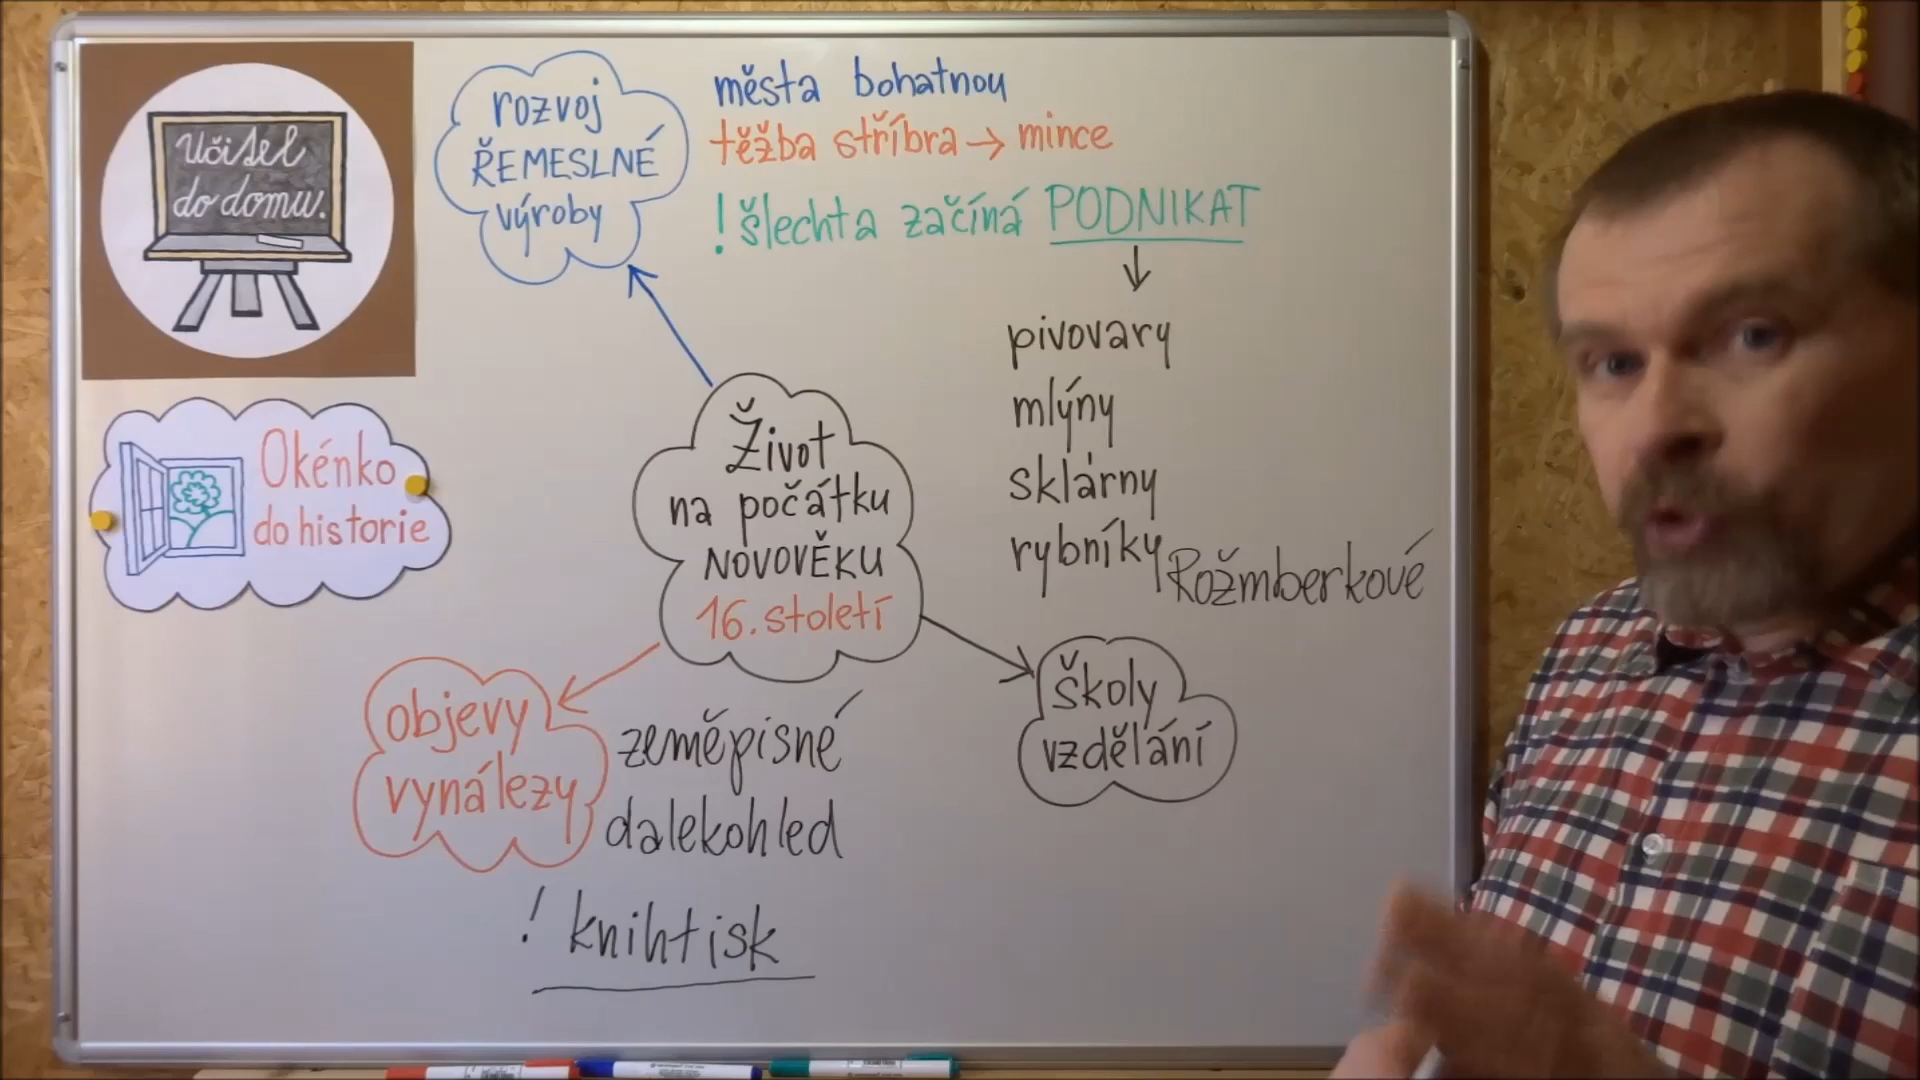 Učitel
do domu.
Okénko
do historie
rozvoj
ŘEMESLNÉ
výroby
města bohatnou
těžba stříbra → mince
! šlechta začíná PODNIKAT
↓
pivovary
mlýny
sklárny
rybníky Rožmberkové
Život
na počátku
NOVOVĚKU
16. století
školy
vzdělání
objevy
vynálezy
zeměpisné
dalekohled
! knihtisk